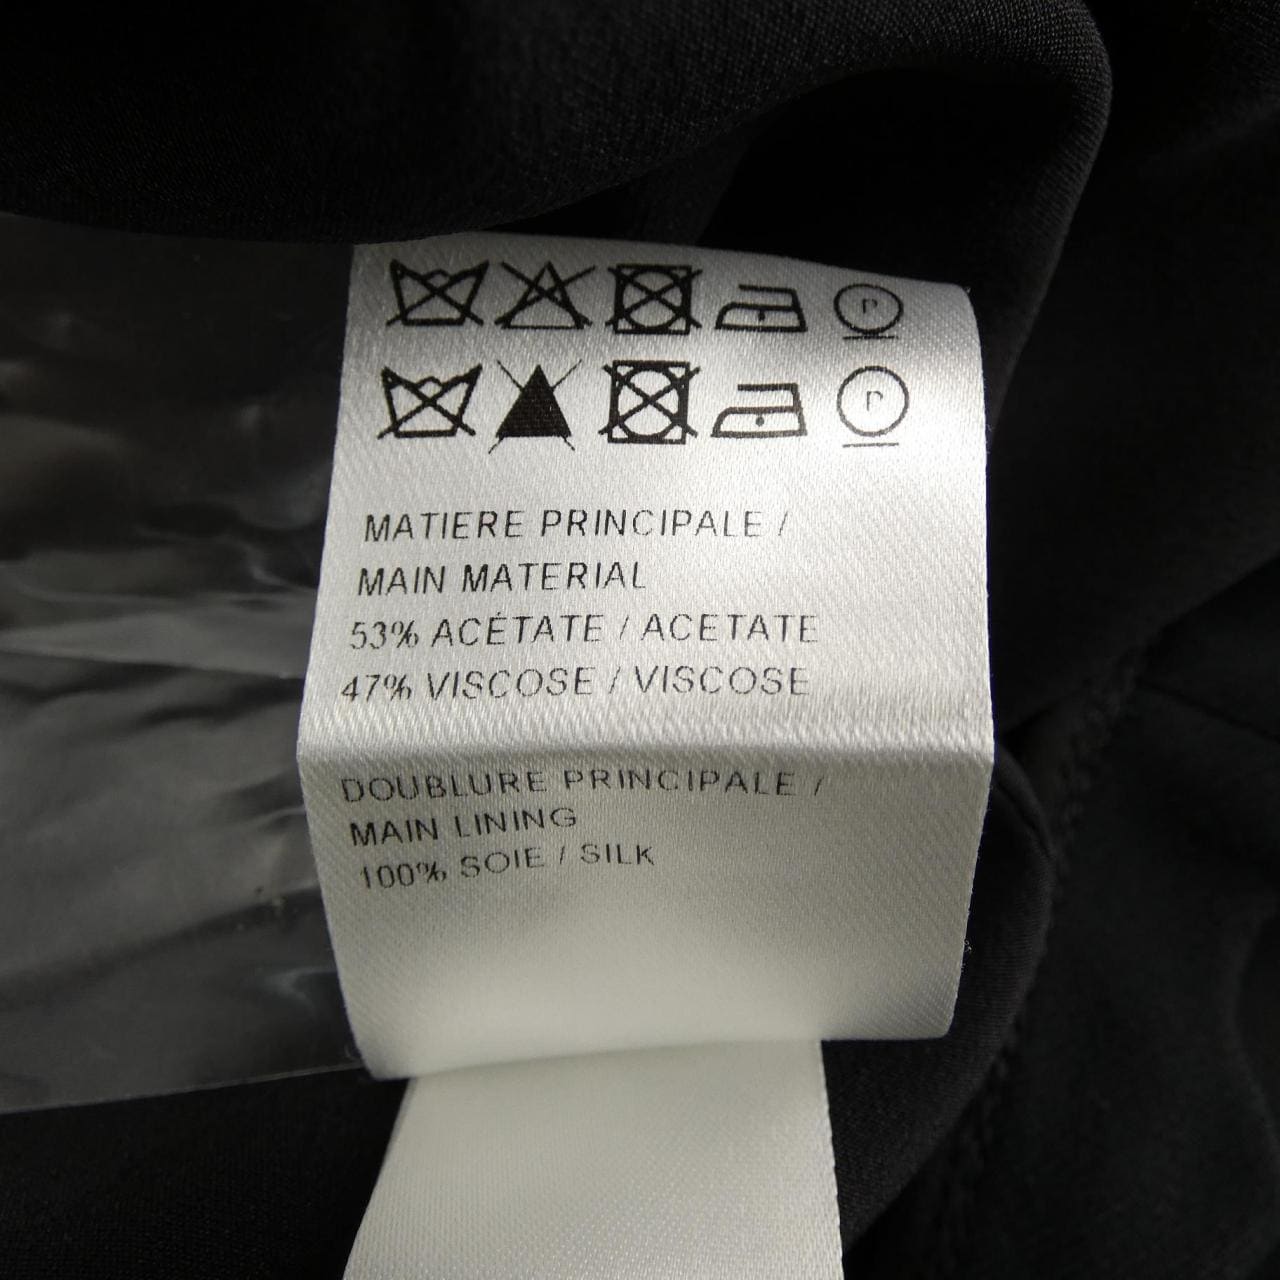 P
P
MATIERE PRINCIPALE /
MAIN MATERIAL
53% ACÉTATE / ACETATE
47% VISCOSE / VISCOSE
DOUBLURE PRINCIPALE /
MAIN LINING
100% SOIE / SILK